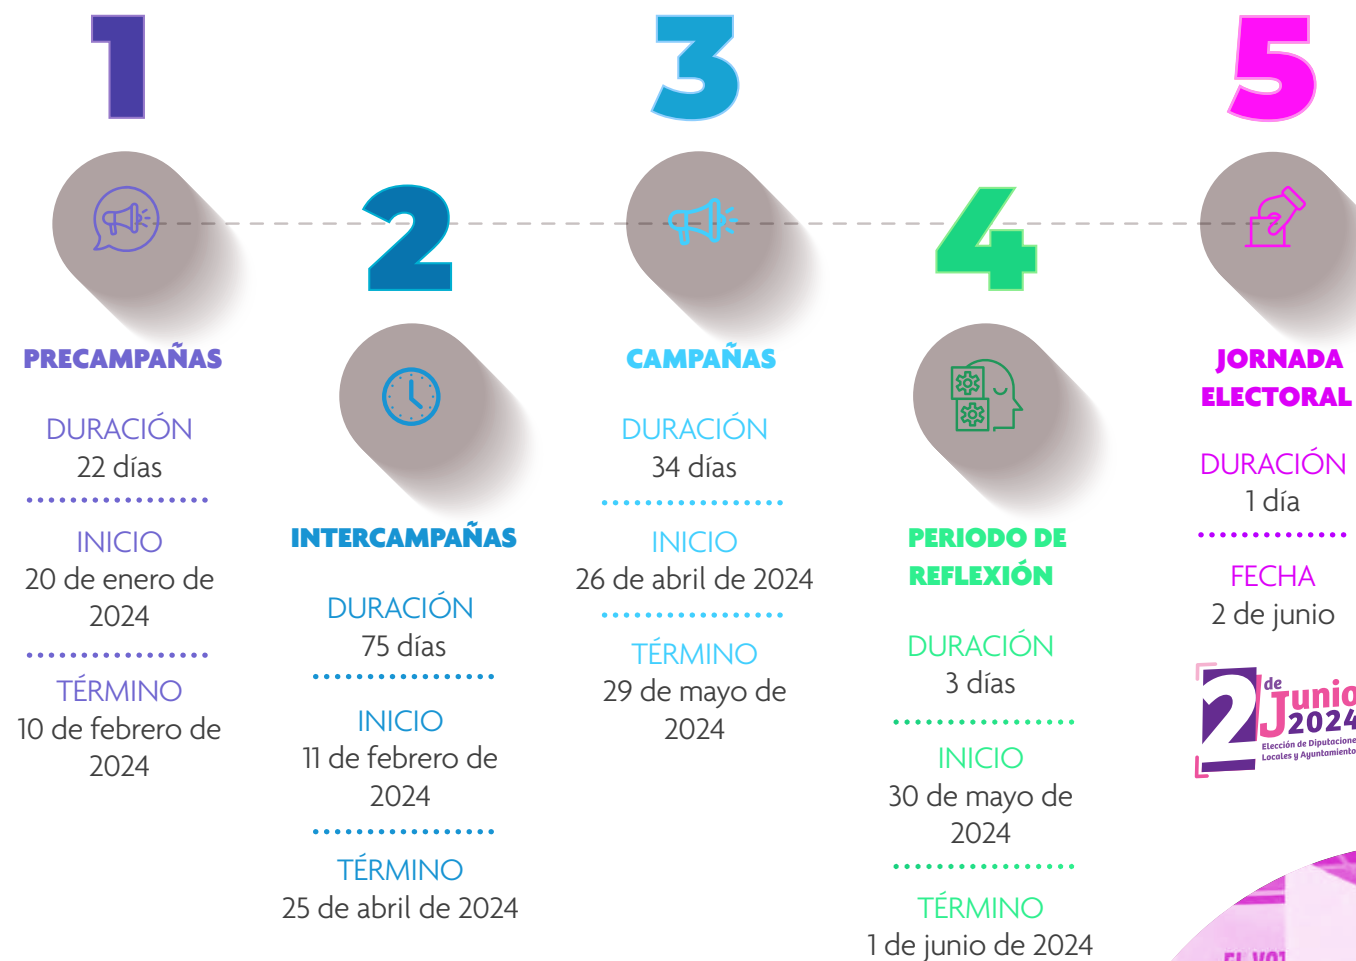 1
PRECAMPAÑAS
DURACIÓN
22 días
INICIO
20 de enero de
2024
TÉRMINO
10 de febrero de
2024
2
INTERCAMPAÑAS
DURACIÓN
75 días
INICIO
11 de febrero de
2024
TÉRMINO
25 de abril de 2024
3
CAMPAÑAS
DURACIÓN
34 días
INICIO
26 de abril de 2024
TÉRMINO
29 de mayo de
2024
4
PERIODO DE
REFLEXIÓN
DURACIÓN
3 días
INICIO
30 de mayo de
2024
TÉRMINO
1 de junio de 2024
5
JORNADA
ELECTORAL
DURACIÓN
1 día
FECHA
2 de junio
2 de Junio
2024
Elección de Diputacione
Locales y Ayuntamiento
EL